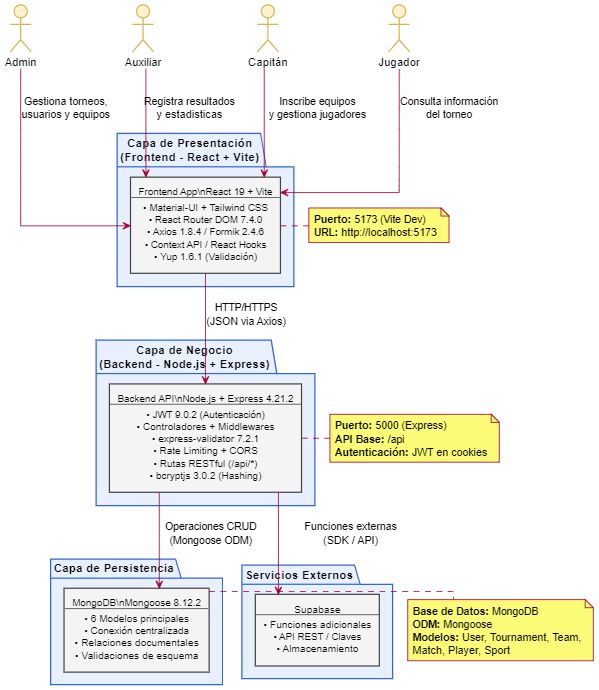 Admin
Auxiliar
Capitán
Jugador
Gestiona torneos,
usuarios y equipos
Registra resultados
y estadísticas
Inscribe equipos
y gestiona jugadores
Consulta información
del torneo
Capa de Presentación
(Frontend - React + Vite)
Frontend App\nReact 19 + Vite
• Material-UI + Tailwind CSS
• React Router DOM 7.4.0
• Axios 1.8.4 / Formik 2.4.6
• Context API / React Hooks
• Yup 1.6.1 (Validación)
Puerto: 5173 (Vite Dev)
URL: http://localhost:5173
HTTP/HTTPS
(JSON via Axios)
Capa de Negocio
(Backend - Node.js + Express)
Backend API\nNode.js + Express 4.21.2
• JWT 9.0.2 (Autenticación)
• Controladores + Middlewares
• express-validator 7.2.1
• Rate Limiting + CORS
• Rutas RESTful (/api/*)
• bcryptjs 3.0.2 (Hashing)
Puerto: 5000 (Express)
API Base: /api
Autenticación: JWT en cookies
Operaciones CRUD
(Mongoose ODM)
Funciones externas
(SDK / API)
Capa de Persistencia
MongoDB\nMongoose 8.12.2
• 6 Modelos principales
• Conexión centralizada
• Relaciones documentales
• Validaciones de esquema
Servicios Externos
Supabase
• Funciones adicionales
• API REST / Claves
• Almacenamiento
Base de Datos: MongoDB
ODM: Mongoose
Modelos: User, Tournament, Team,
Match, Player, Sport